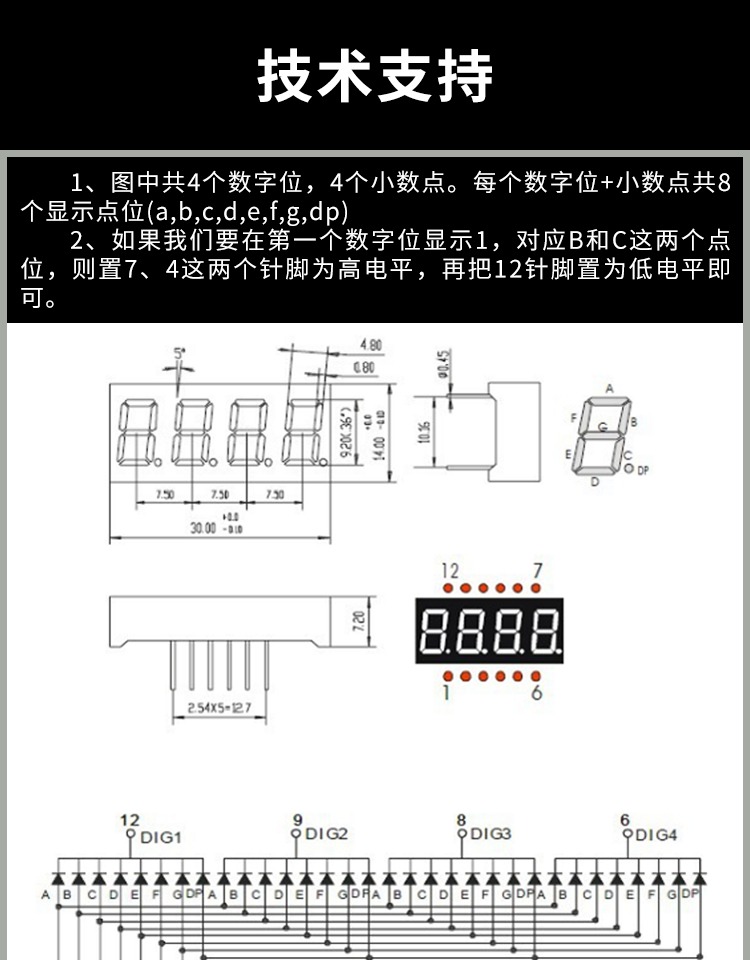 技术支持
1、图中共4个数字位，4个小数点。每个数字位+小数点共8
个显示点位(a,b,c,d,e,f,g,dp)
2、如果我们要在第一个数字位显示1，对应B和C这两个点
位，则置7、4这两个针脚为高电平，再把12针脚置为低电平即
可。
5°
4.80
0.80
9.20(.36")
+0.0
14.00 -0.10
7.50 7.50 7.50
+0.0
30.00 -0.10
ø0.45
10.16
A
F B
G
E C
DP
D
7.20
2.54X5=12.7
12 7
1 6
12 9 8 6
DIG1 DIG2 DIG3 DIG4
A B C D E F G DP A B C D E F G DP A B C D E F G DP A B C D E F G DP